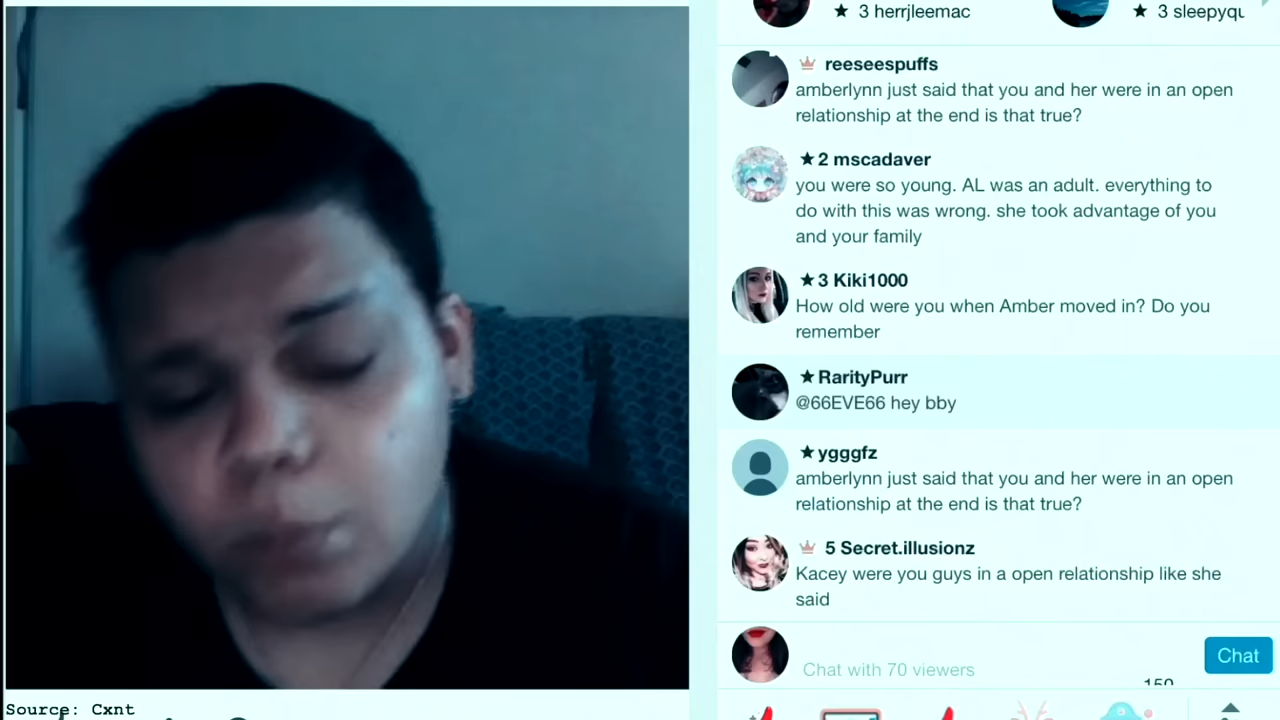 ★ 3 herrjleemac
★ 3 sleepyqu
reeseespuffs
amberlynn just said that you and her were in an open
relationship at the end is that true?
★2 mscadaver
you were so young. AL was an adult. everything to
do with this was wrong. she took advantage of you
and your family
★3 Kiki1000
How old were you when Amber moved in? Do you
remember
★RarityPurr
@66EVE66 hey bby
★ygggfz
amberlynn just said that you and her were in an open
relationship at the end is that true?
5 Secret.illusionz
Kacey were you guys in a open relationship like she
said
Chat with 70 viewers
Chat
150
Source: Cxnt